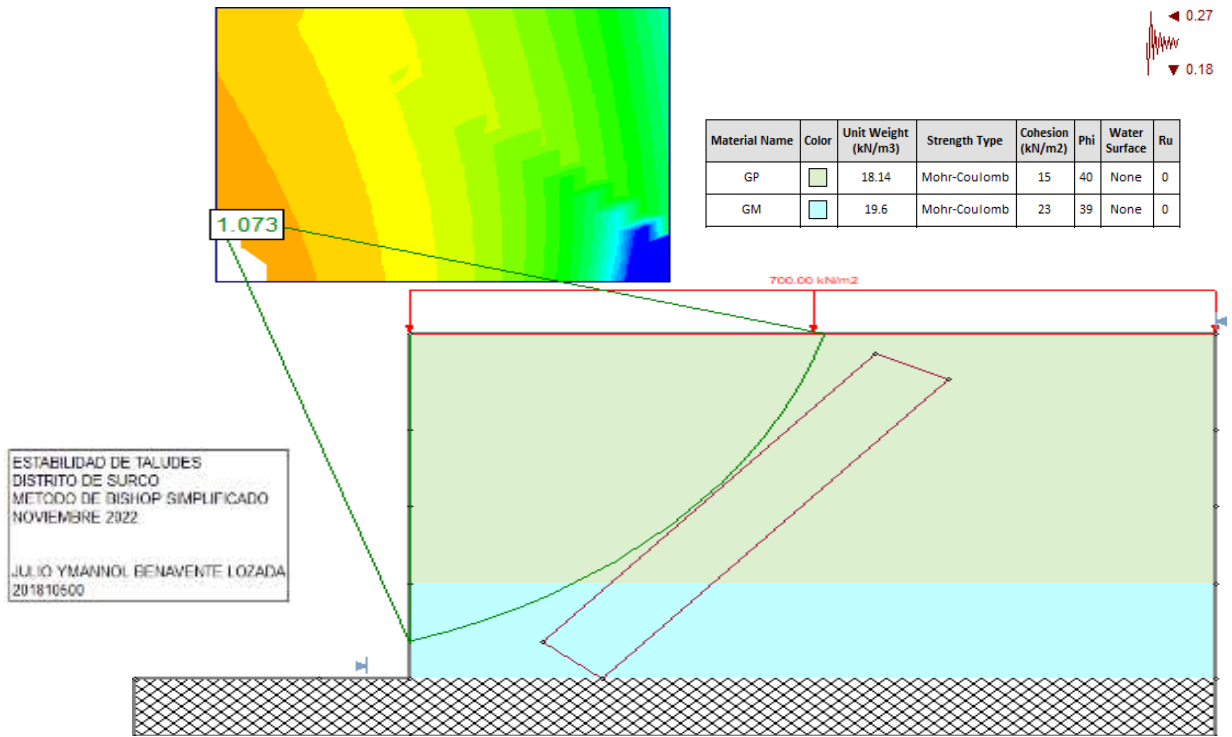 0.27
0.18
Material Name Color Unit Weight (kN/m3) Strength Type Cohesion (kN/m2) Phi Water Surface Ru
GP 18.14 Mohr-Coulomb 15 40 None 0
GM 19.6 Mohr-Coulomb 23 39 None 0
1.073
700.00 kN/m2
ESTABILIDAD DE TALUDES
DISTRITO DE SURCO
METODO DE BISHOP SIMPLIFICADO
NOVIEMBRE 2022
JULIO YMANNOL BENAVENTE LOZADA
201810500